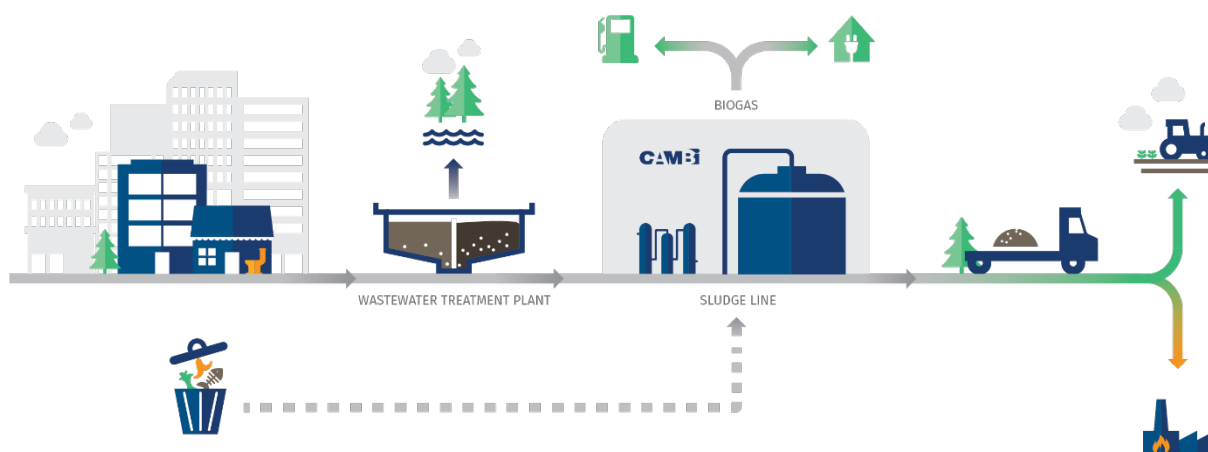 BIOGAS
CAMBI
WASTEWATER TREATMENT PLANT
SLUDGE LINE